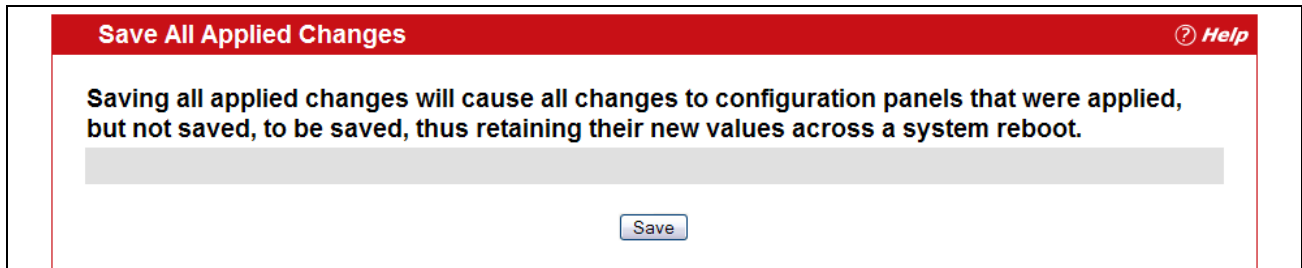 Save All Applied Changes
? Help
Saving all applied changes will cause all changes to configuration panels that were applied,
but not saved, to be saved, thus retaining their new values across a system reboot.
Save